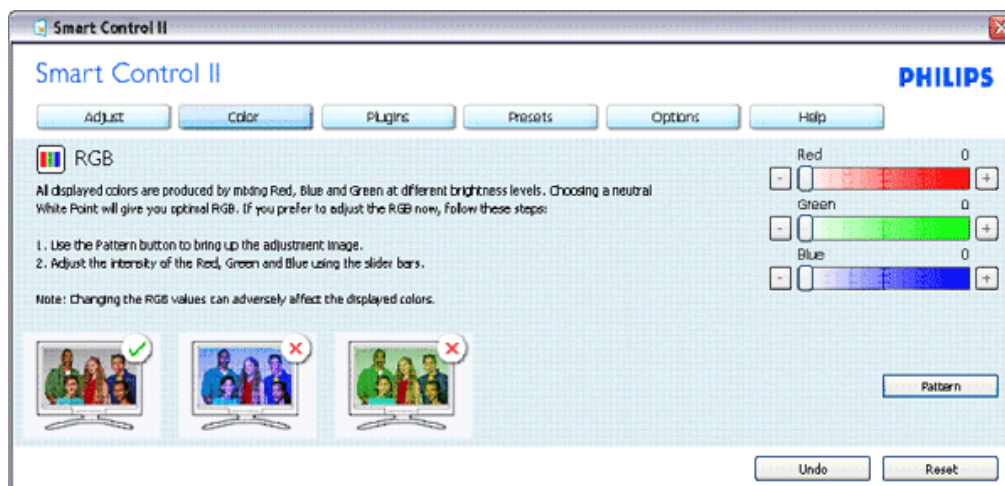 Smart Control II
Smart Control II
PHILIPS
Adjust Color Plugins Presets Options Help
RGB
All displayed colors are produced by mixing Red, Blue and Green at different brightness levels. Choosing a neutral
White Point will give you optimal RGB. If you prefer to adjust the RGB now, follow these steps:
1. Use the Pattern button to bring up the adjustment image.
2. Adjust the intensity of the Red, Green and Blue using the slider bars.
Note: Changing the RGB values can adversely affect the displayed colors.
Red 0
- +
Green 0
- +
Blue 0
- +
Pattern
Undo Reset